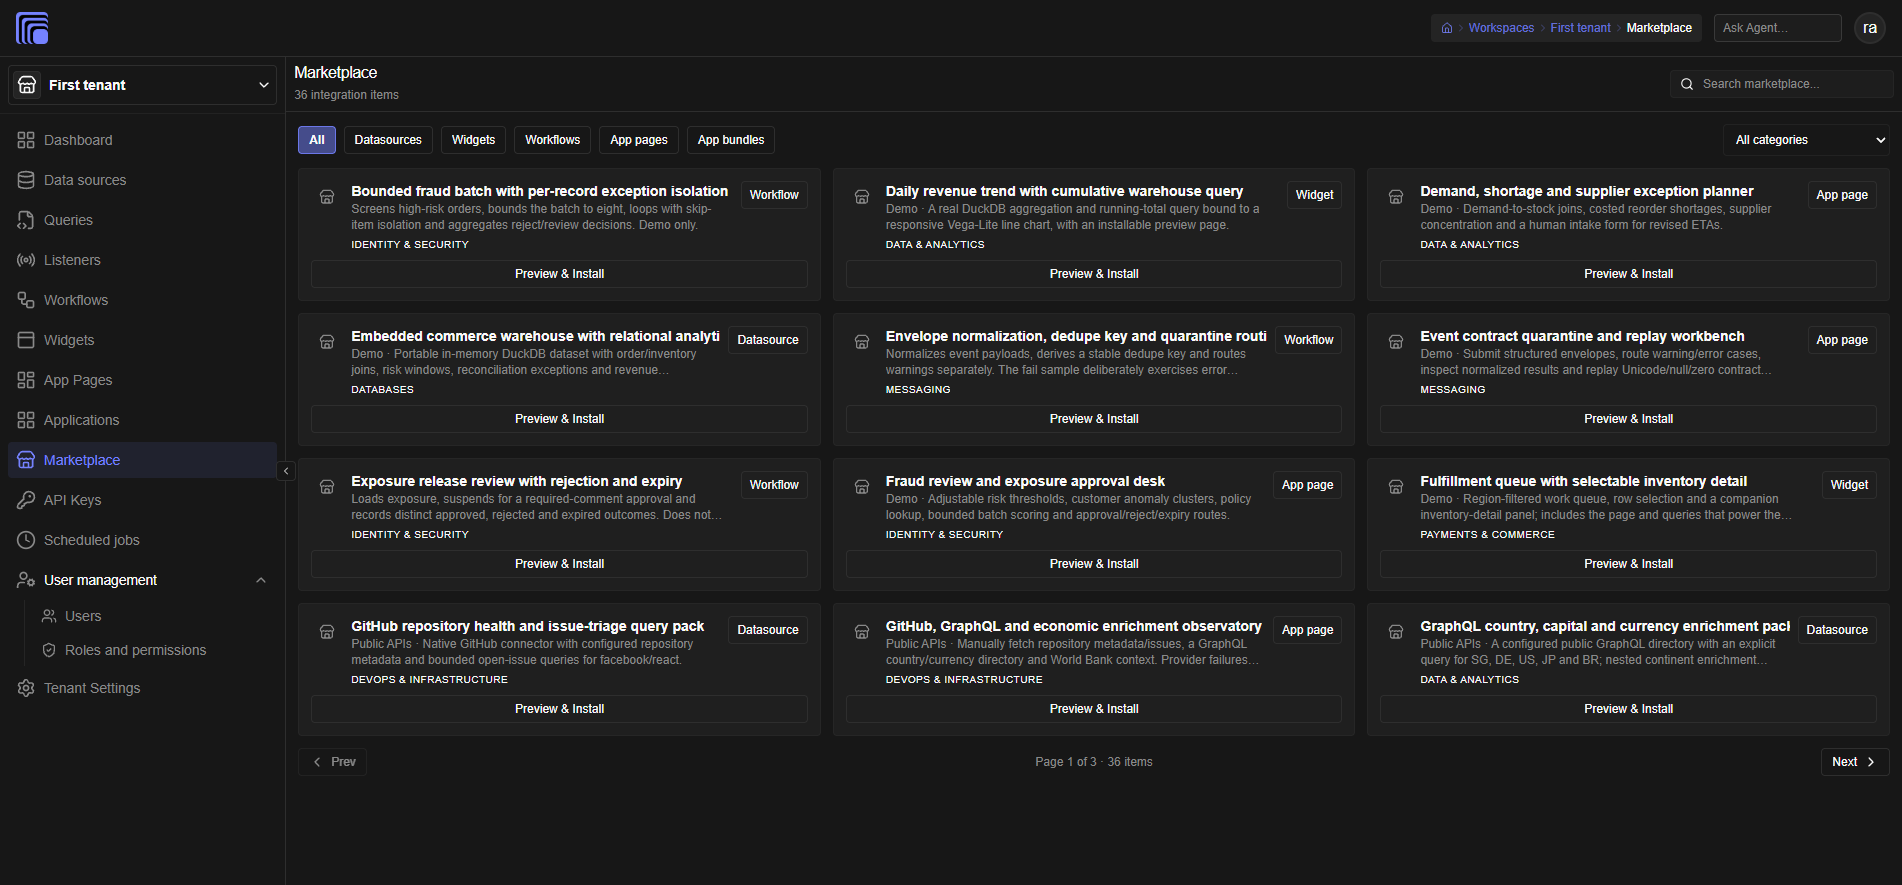 Workspaces
First tenant
Marketplace
Ask Agent...
ra
First tenant
Dashboard
Data sources
Queries
Listeners
Workflows
Widgets
App Pages
Applications
Marketplace
API Keys
Scheduled jobs
User management
Users
Roles and permissions
Tenant Settings
Marketplace
36 integration items
Search marketplace...
All
Datasources
Widgets
Workflows
App pages
App bundles
All categories
Bounded fraud batch with per-record exception isolation
Workflow
Screens high-risk orders, bounds the batch to eight, loops with skip-
item isolation and aggregates reject/review decisions. Demo only.
IDENTITY & SECURITY
Preview & Install
Daily revenue trend with cumulative warehouse query
Widget
Demo · A real DuckDB aggregation and running-total query bound to a
responsive Vega-Lite line chart, with an installable preview page.
DATA & ANALYTICS
Preview & Install
Demand, shortage and supplier exception planner
App page
Demo · Demand-to-stock joins, costed reorder shortages, supplier
concentration and a human intake form for revised ETAs.
DATA & ANALYTICS
Preview & Install
Embedded commerce warehouse with relational analyti
Datasource
Demo · Portable in-memory DuckDB dataset with order/inventory
joins, risk windows, reconciliation exceptions and revenue…
DATABASES
Preview & Install
Envelope normalization, dedupe key and quarantine routi
Workflow
Normalizes event payloads, derives a stable dedupe key and routes
warnings separately. The fail sample deliberately exercises error…
MESSAGING
Preview & Install
Event contract quarantine and replay workbench
App page
Demo · Submit structured envelopes, route warning/error cases,
inspect normalized results and replay Unicode/null/zero contract…
MESSAGING
Preview & Install
Exposure release review with rejection and expiry
Workflow
Loads exposure, suspends for a required-comment approval and
records distinct approved, rejected and expired outcomes. Does not…
IDENTITY & SECURITY
Preview & Install
Fraud review and exposure approval desk
App page
Demo · Adjustable risk thresholds, customer anomaly clusters, policy
lookup, bounded batch scoring and approval/reject/expiry routes.
IDENTITY & SECURITY
Preview & Install
Fulfillment queue with selectable inventory detail
Widget
Demo · Region-filtered work queue, row selection and a companion
inventory-detail panel; includes the page and queries that power the…
PAYMENTS & COMMERCE
Preview & Install
GitHub repository health and issue-triage query pack
Datasource
Public APIs · Native GitHub connector with configured repository
metadata and bounded open-issue queries for facebook/react.
DEVOPS & INFRASTRUCTURE
Preview & Install
GitHub, GraphQL and economic enrichment observatory
App page
Public APIs · Manually fetch repository metadata/issues, a GraphQL
country/currency directory and World Bank context. Provider failures…
DEVOPS & INFRASTRUCTURE
Preview & Install
GraphQL country, capital and currency enrichment pack
Datasource
Public APIs · A configured public GraphQL directory with an explicit
query for SG, DE, US, JP and BR; nested continent enrichment…
DATA & ANALYTICS
Preview & Install
Prev
Page 1 of 3 · 36 items
Next